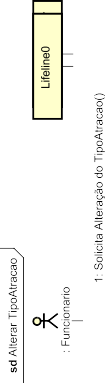 sd Alterar TipoAtracao
: Funcionario
Lifeline0
1: Solicita Alteração do TipoAtracao()